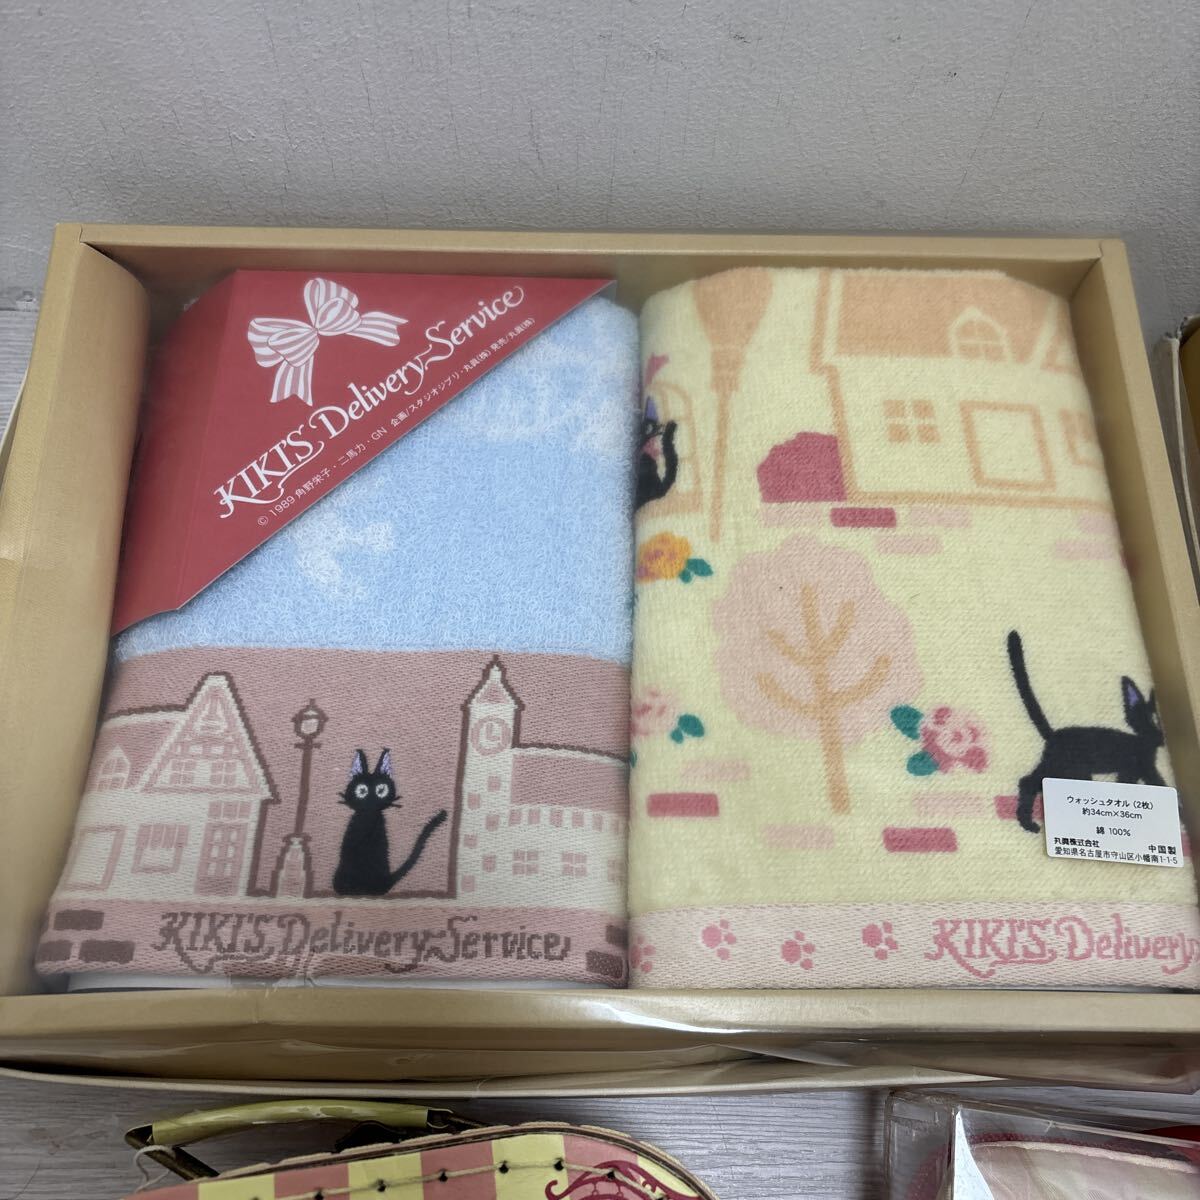 KIKI'S Delivery Service
© 1989 角野栄子・二馬力・GN 企画/スタジオジブリ・丸眞(株) 発売/丸眞(株)
KIKI'S Delivery Service
KIKI'S Delivery
ウォッシュタオル (2枚)
約34cm×36cm
綿 100%
丸眞株式会社 中国製
愛知県名古屋市守山区小幡南1-1-5